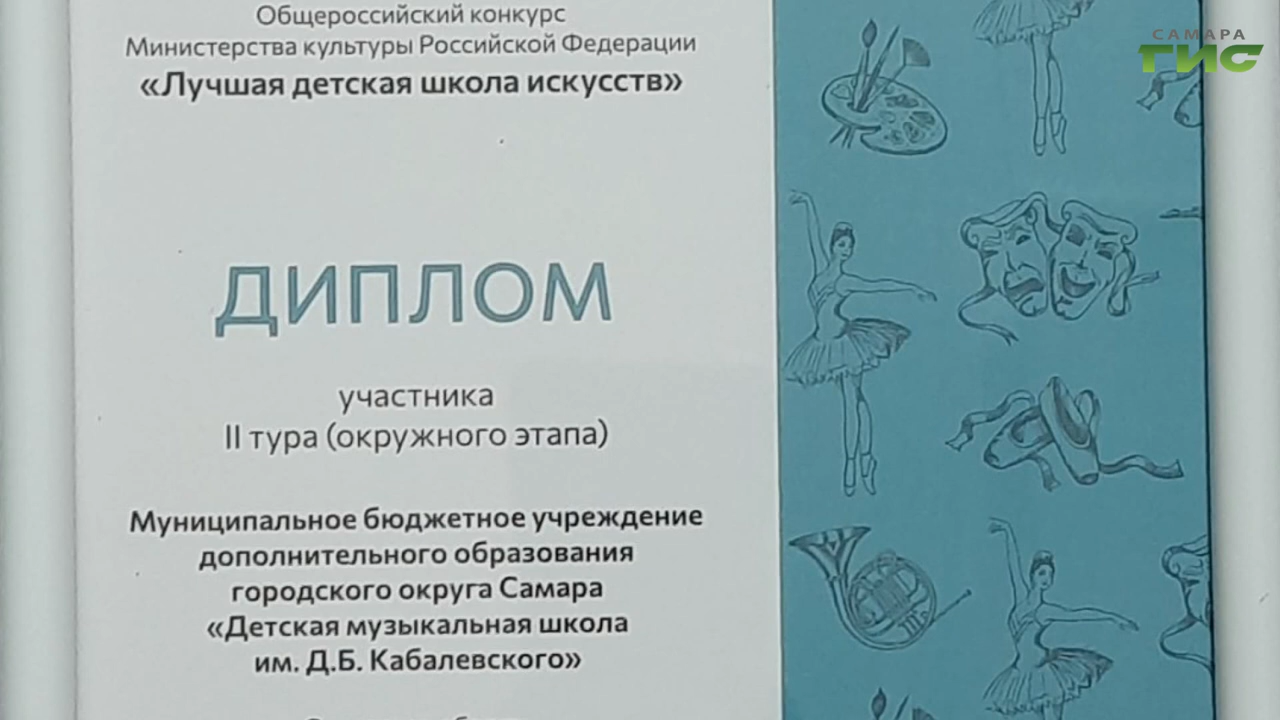 Общероссийский конкурс
Министерства культуры Российской Федерации
«Лучшая детская школа искусств»
САМАРА
ГИС
ДИПЛОМ
участника
II тура (окружного этапа)
Муниципальное бюджетное учреждение
дополнительного образования
городского округа Самара
«Детская музыкальная школа
им. Д.Б. Кабалевского»